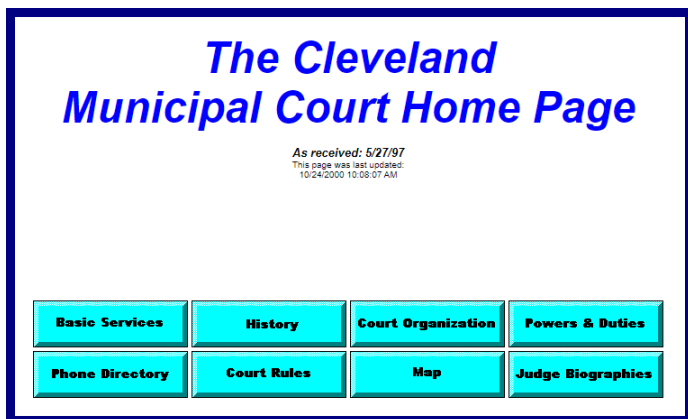 The Cleveland
Municipal Court Home Page
As received: 5/27/97
This page was last updated:
10/24/2000 10:08:07 AM
Basic Services
History
Court Organization
Powers & Duties
Phone Directory
Court Rules
Map
Judge Biographies